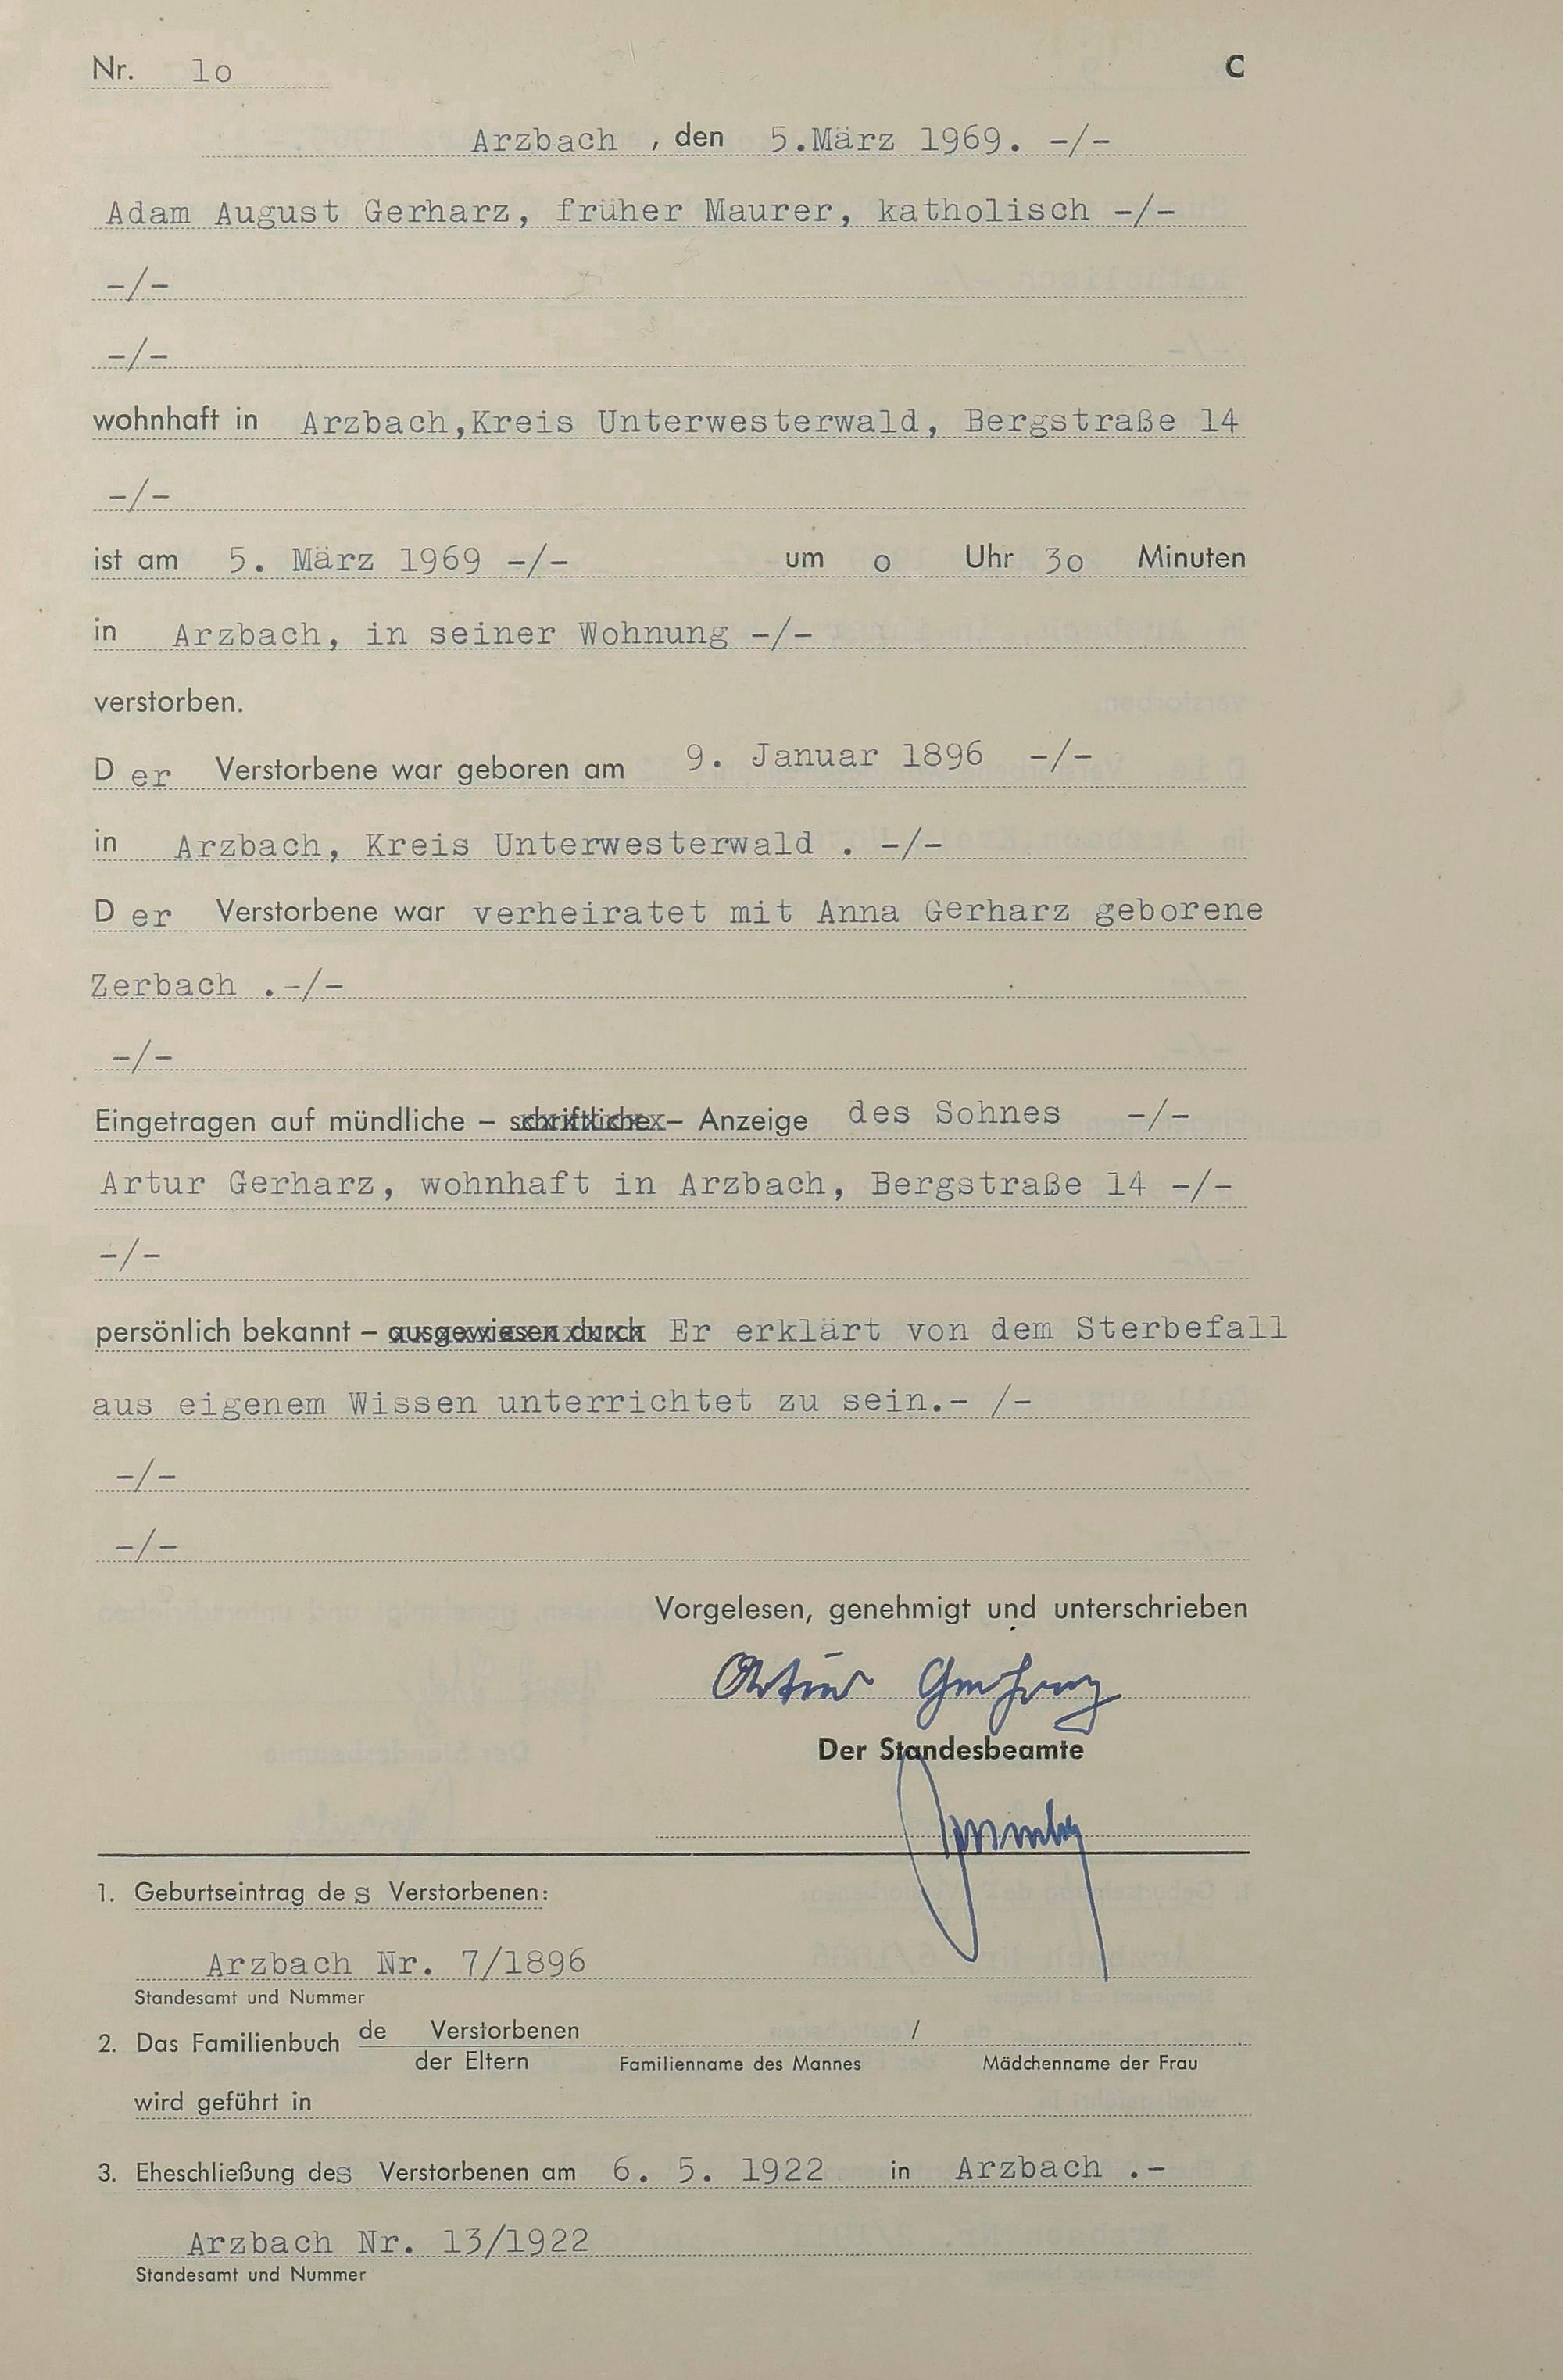 Nr. lo C
Arzbach , den 5.März 1969. -/-
Adam August Gerharz, früher Maurer, katholisch -/-
-/-
-/-
wohnhaft in Arzbach,Kreis Unterwesterwald, Bergstraße 14
-/-
ist am 5. März 1969 -/- um o Uhr 3o Minuten
in Arzbach, in seiner Wohnung -/-
verstorben.
D er Verstorbene war geboren am 9. Januar 1896 -/-
in Arzbach, Kreis Unterwesterwald . -/-
D er Verstorbene war verheiratet mit Anna Gerharz geborene
Zerbach .-/-
-/-
Eingetragen auf mündliche – schriftliche – Anzeige des Sohnes -/-
Artur Gerharz, wohnhaft in Arzbach, Bergstraße 14 -/-
-/-
persönlich bekannt – ausgewiesen durch Er erklärt von dem Sterbefall
aus eigenem Wissen unterrichtet zu sein.- /-
-/-
-/-
Vorgelesen, genehmigt und unterschrieben
Artur Gerharz
Der Standesbeamte
1. Geburtseintrag des Verstorbenen:
Arzbach Nr. 7/1896
Standesamt und Nummer
2. Das Familienbuch de Verstorbenen /
der Eltern Familienname des Mannes Mädchenname der Frau
wird geführt in
3. Eheschließung des Verstorbenen am 6. 5. 1922 in Arzbach .-
Arzbach Nr. 13/1922
Standesamt und Nummer